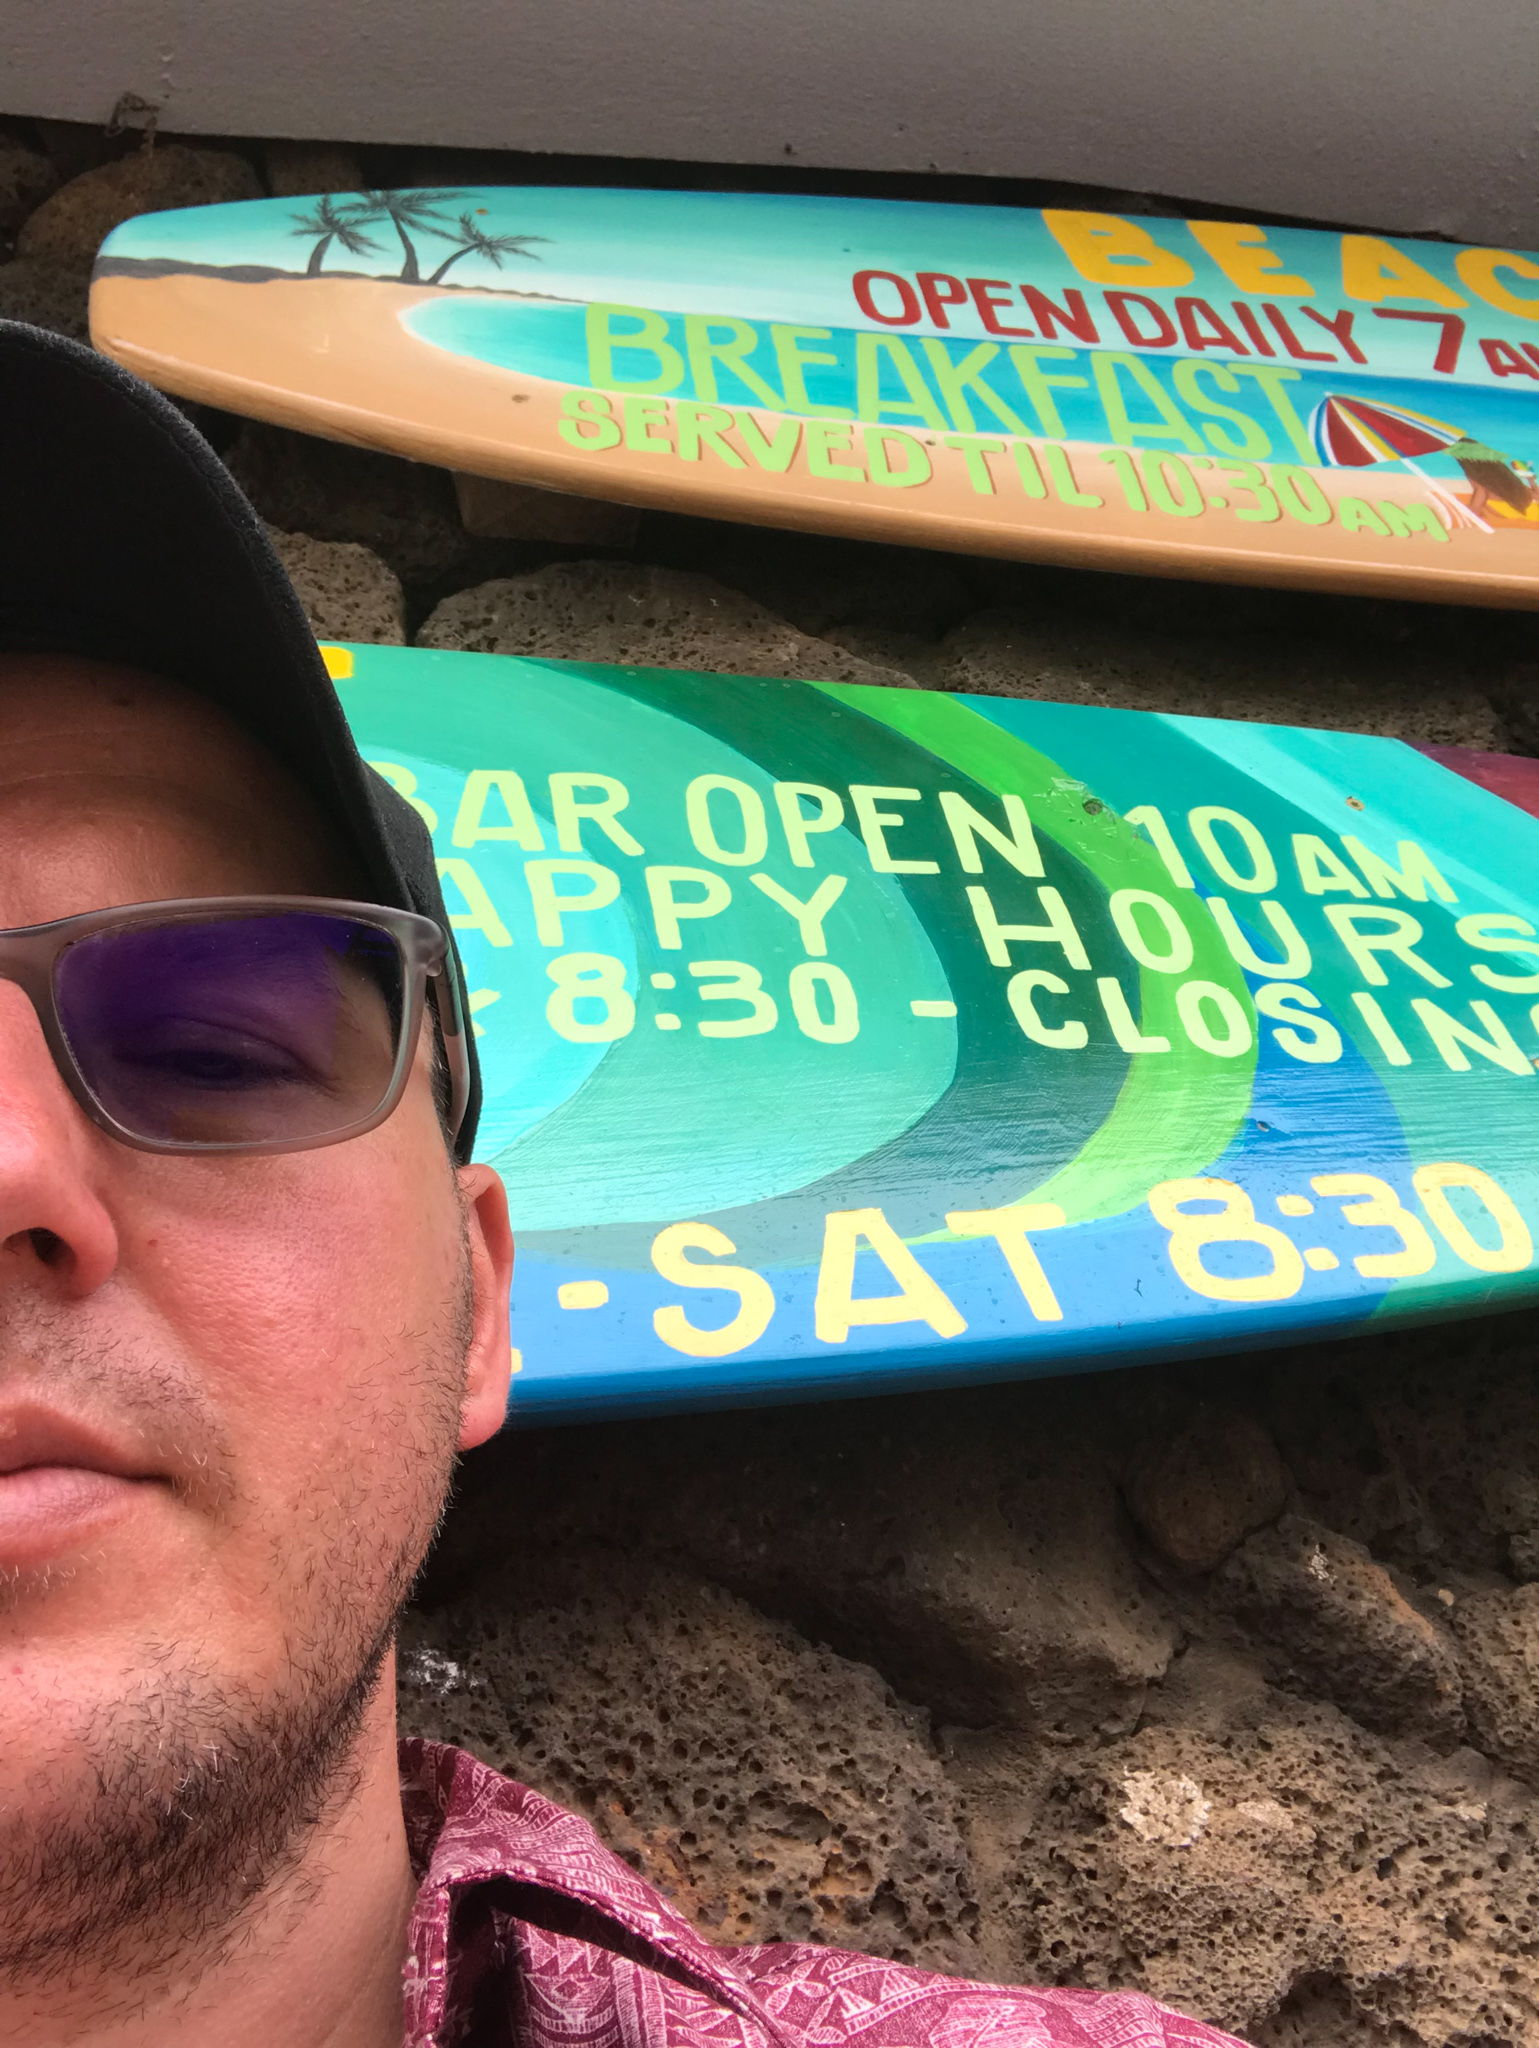 BEAC
OPEN DAILY 7 AM
BREAKFAST
SERVED 'TIL 10:30 AM
BAR OPEN 10 AM
APPY HOURS
8:30 - CLOSIN
- SAT 8:30